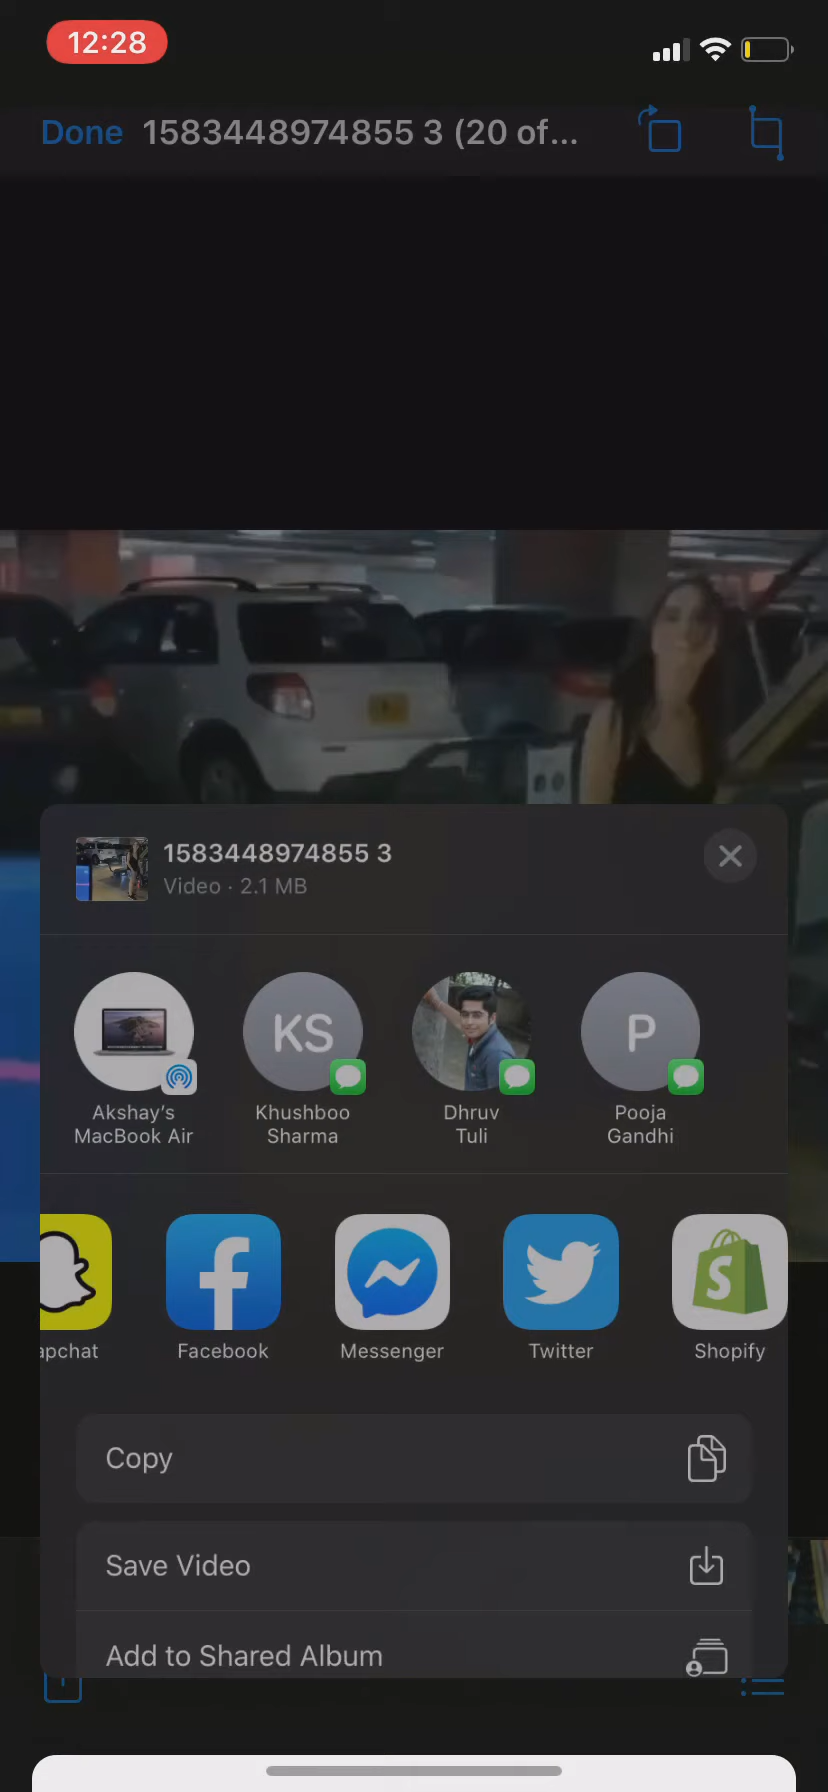 12:28
Done 1583448974855 3 (20 of...
1583448974855 3
Video · 2.1 MB
KS
P
Akshay's
MacBook Air
Khushboo
Sharma
Dhruv
Tuli
Pooja
Gandhi
apchat
Facebook
Messenger
Twitter
Shopify
Copy
Save Video
Add to Shared Album